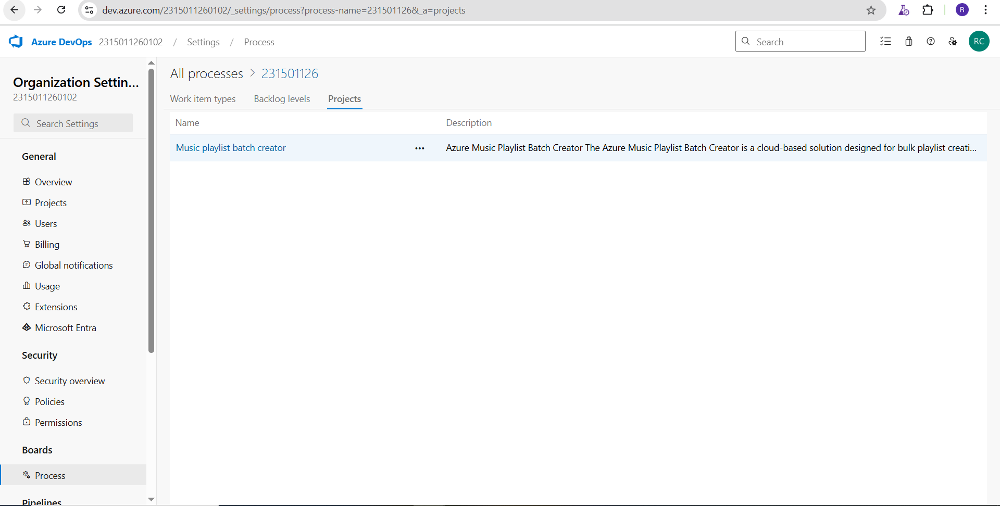 dev.azure.com/2315011260102/_settings/process?process-name=231501126&_a=projects
R
Azure DevOps 2315011260102 / Settings / Process
Search
RC
Organization Settin...
2315011260102
Search Settings
General
Overview
Projects
Users
Billing
Global notifications
Usage
Extensions
Microsoft Entra
Security
Security overview
Policies
Permissions
Boards
Process
Pipelines
All processes > 231501126
Work item types Backlog levels Projects
Name Description
Music playlist batch creator ... Azure Music Playlist Batch Creator The Azure Music Playlist Batch Creator is a cloud-based solution designed for bulk playlist creati...